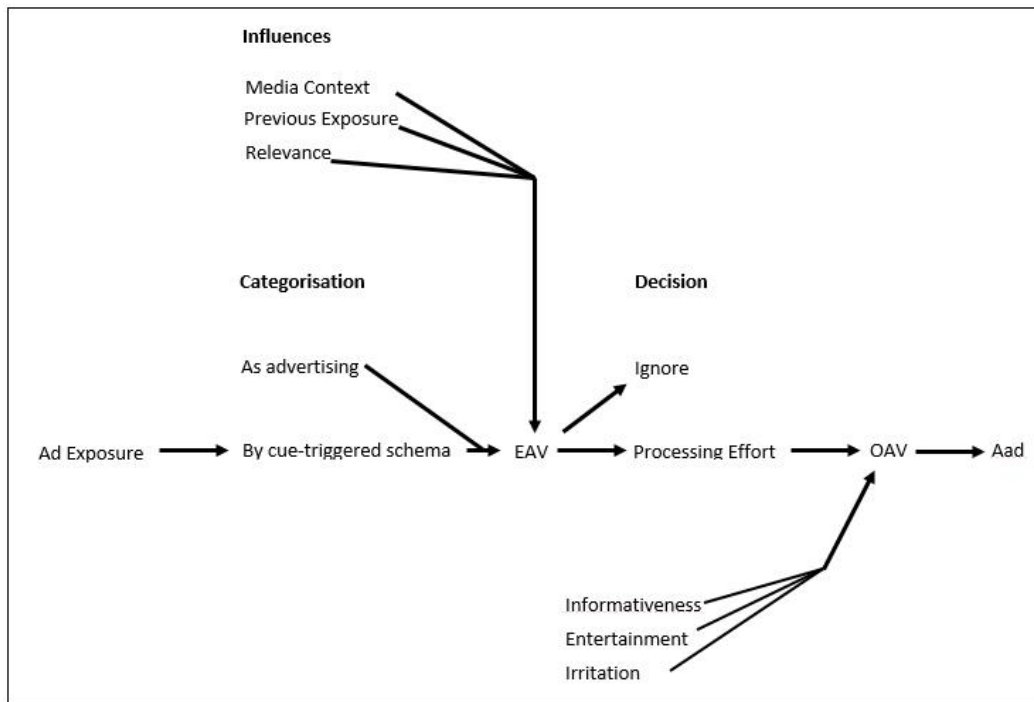 Influences
Media Context
Previous Exposure
Relevance
Categorisation
Decision
As advertising
Ignore
Ad Exposure
By cue-triggered schema
EAV
Processing Effort
OAV
Aad
Informativeness
Entertainment
Irritation